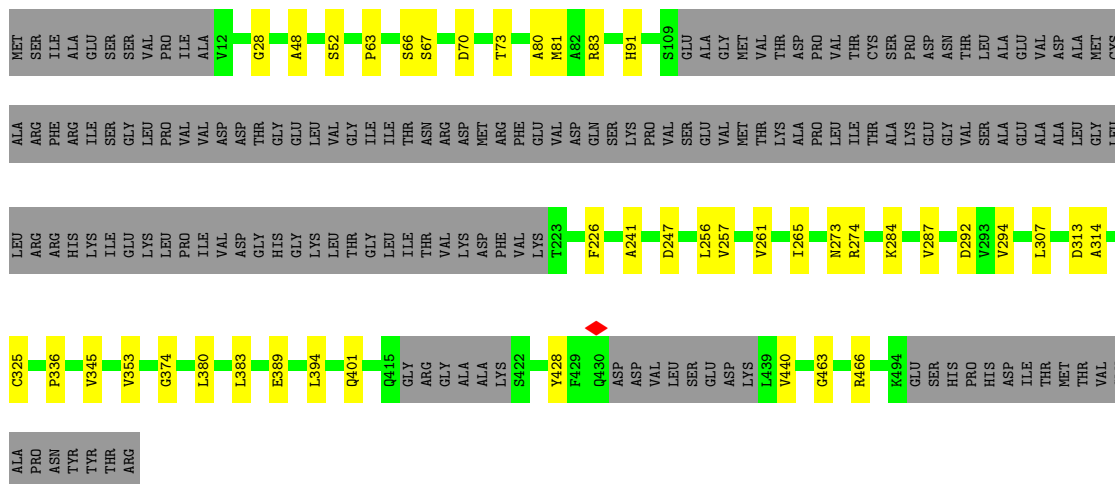 MET SER ILE ALA GLU SER SER VAL PRO ILE ALA V12 G28 A48 S52 P63 S66 S67 D70 T73 A80 M81 A82 R83 H91 S109 GLU ALA GLY MET VAL THR ASP PRO VAL THR CYS SER PRO ASP ASN THR LEU ALA GLU VAL ASP ALA MET CYS
ALA ARG PHE ARG ILE SER GLY LEU PRO VAL VAL ASP ASP THR GLY GLU LEU VAL GLY ILE ILE THR ASN ARG ASP MET ARG PHE GLU VAL ASP GLN SER LYS PRO VAL SER GLU VAL MET THR LYS ALA PRO LEU ILE THR ALA LYS GLU GLY VAL SER ALA GLU ALA ALA LEU GLY LEU
LEU ARG ARG HIS LYS ILE GLU LYS LEU PRO ILE VAL ASP GLY HIS GLY LYS LEU THR GLY LEU ILE THR VAL LYS ASP PHE VAL LYS T223 F226 A241 D247 L256 V257 V261 I265 N273 R274 K284 V287 D292 V293 V294 L307 D313 A314
C325 P336 V345 V353 G374 L380 L383 E389 L394 Q401 Q415 GLY ARG GLY ALA ALA LYS S422 Y428 F429 Q430 ASP ASP VAL LEU SER GLU ASP LYS L439 V440 G463 R466 K494 GLU SER HIS PRO HIS ASP ILE THR MET THR VAL
ALA PRO ASN TYR TYR THR ARG